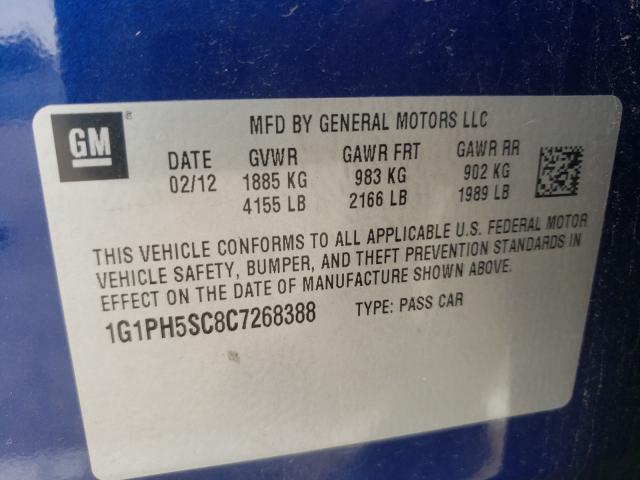 GM ®
MFD BY GENERAL MOTORS LLC
DATE GVWR GAWR FRT GAWR RR
02/12 1885 KG 983 KG 902 KG
4155 LB 2166 LB 1989 LB
THIS VEHICLE CONFORMS TO ALL APPLICABLE U.S. FEDERAL MOTOR
VEHICLE SAFETY, BUMPER, AND THEFT PREVENTION STANDARDS IN
EFFECT ON THE DATE OF MANUFACTURE SHOWN ABOVE.
1G1PH5SC8C7268388 TYPE: PASS CAR